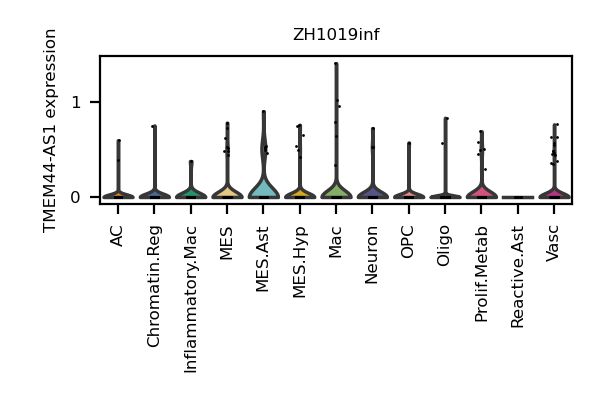 ZH1019inf
TMEM44-AS1 expression
1
0
AC
Chromatin.Reg
Inflammatory.Mac
MES
MES.Ast
MES.Hyp
Mac
Neuron
OPC
Oligo
Prolif.Metab
Reactive.Ast
Vasc